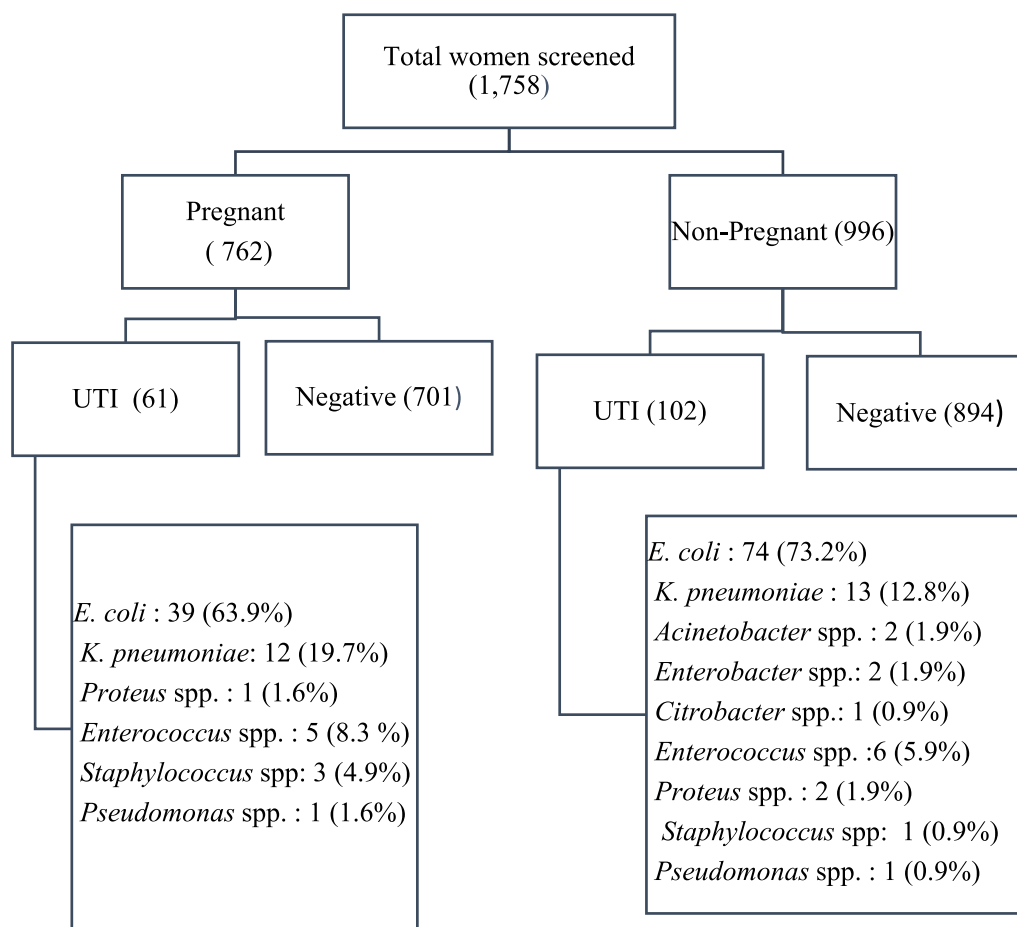 Total women screened
(1,758)
Pregnant
( 762)
Non-Pregnant (996)
UTI (61)
Negative (701)
UTI (102)
Negative (894)
E. coli : 39 (63.9%)
K. pneumoniae: 12 (19.7%)
Proteus spp. : 1 (1.6%)
Enterococcus spp. : 5 (8.3 %)
Staphylococcus spp: 3 (4.9%)
Pseudomonas spp. : 1 (1.6%)
E. coli : 74 (73.2%)
K. pneumoniae : 13 (12.8%)
Acinetobacter spp. : 2 (1.9%)
Enterobacter spp.: 2 (1.9%)
Citrobacter spp.: 1 (0.9%)
Enterococcus spp. :6 (5.9%)
Proteus spp. : 2 (1.9%)
Staphylococcus spp: 1 (0.9%)
Pseudomonas spp. : 1 (0.9%)